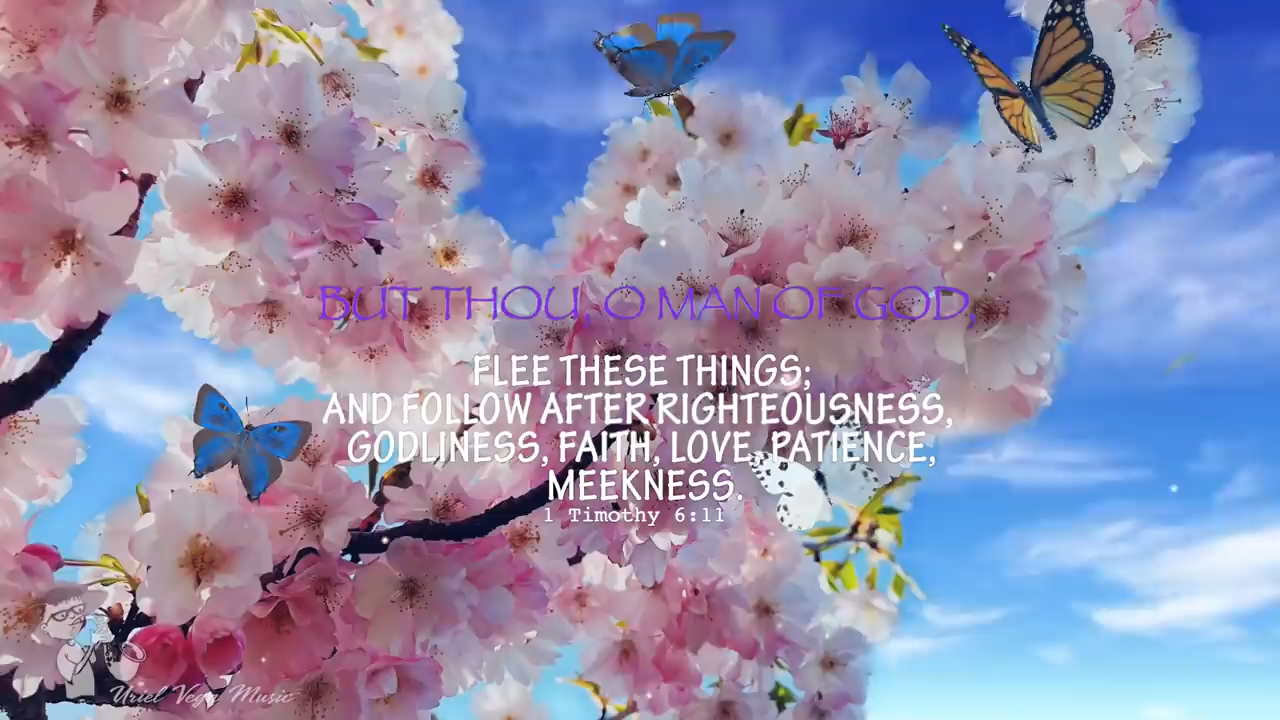 BUT THOU, O MAN OF GOD,
FLEE THESE THINGS;
AND FOLLOW AFTER RIGHTEOUSNESS,
GODLINESS, FAITH, LOVE, PATIENCE,
MEEKNESS.
1 Timothy 6:11
Uriel Vega Music